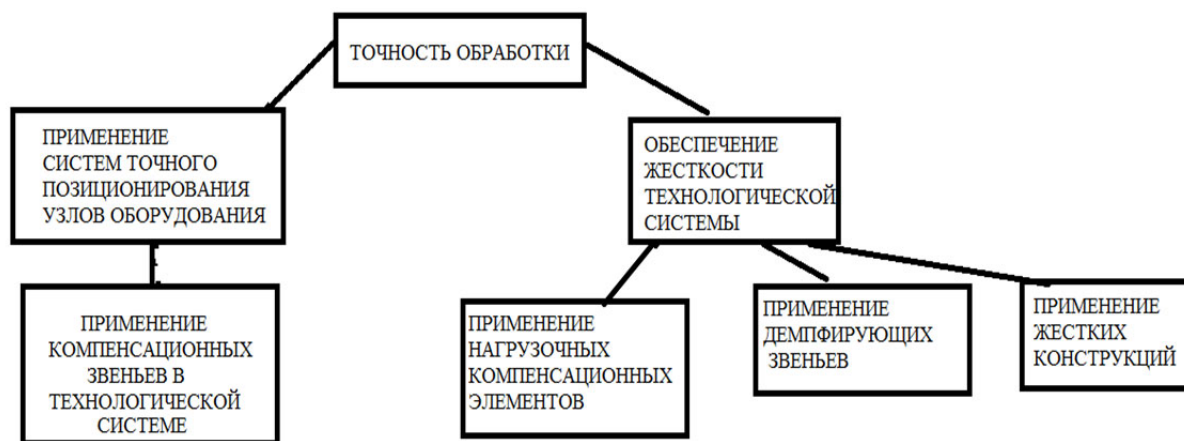 ТОЧНОСТЬ ОБРАБОТКИ
ПРИМЕНЕНИЕ
СИСТЕМ ТОЧНОГО
ПОЗИЦИОНИРОВАНИЯ
УЗЛОВ ОБОРУДОВАНИЯ
ОБЕСПЕЧЕНИЕ
ЖЕСТКОСТИ
ТЕХНОЛОГИЧЕСКОЙ
СИСТЕМЫ
ПРИМЕНЕНИЕ
КОМПЕНСАЦИОННЫХ
ЗВЕНЬЕВ В
ТЕХНОЛОГИЧЕСКОЙ
СИСТЕМЕ
ПРИМЕНЕНИЕ
НАГРУЗОЧНЫХ
КОМПЕНСАЦИОННЫХ
ЭЛЕМЕНТОВ
ПРИМЕНЕНИЕ
ДЕМПФИРУЮЩИХ
ЗВЕНЬЕВ
ПРИМЕНЕНИЕ
ЖЕСТКИХ
КОНСТРУКЦИЙ